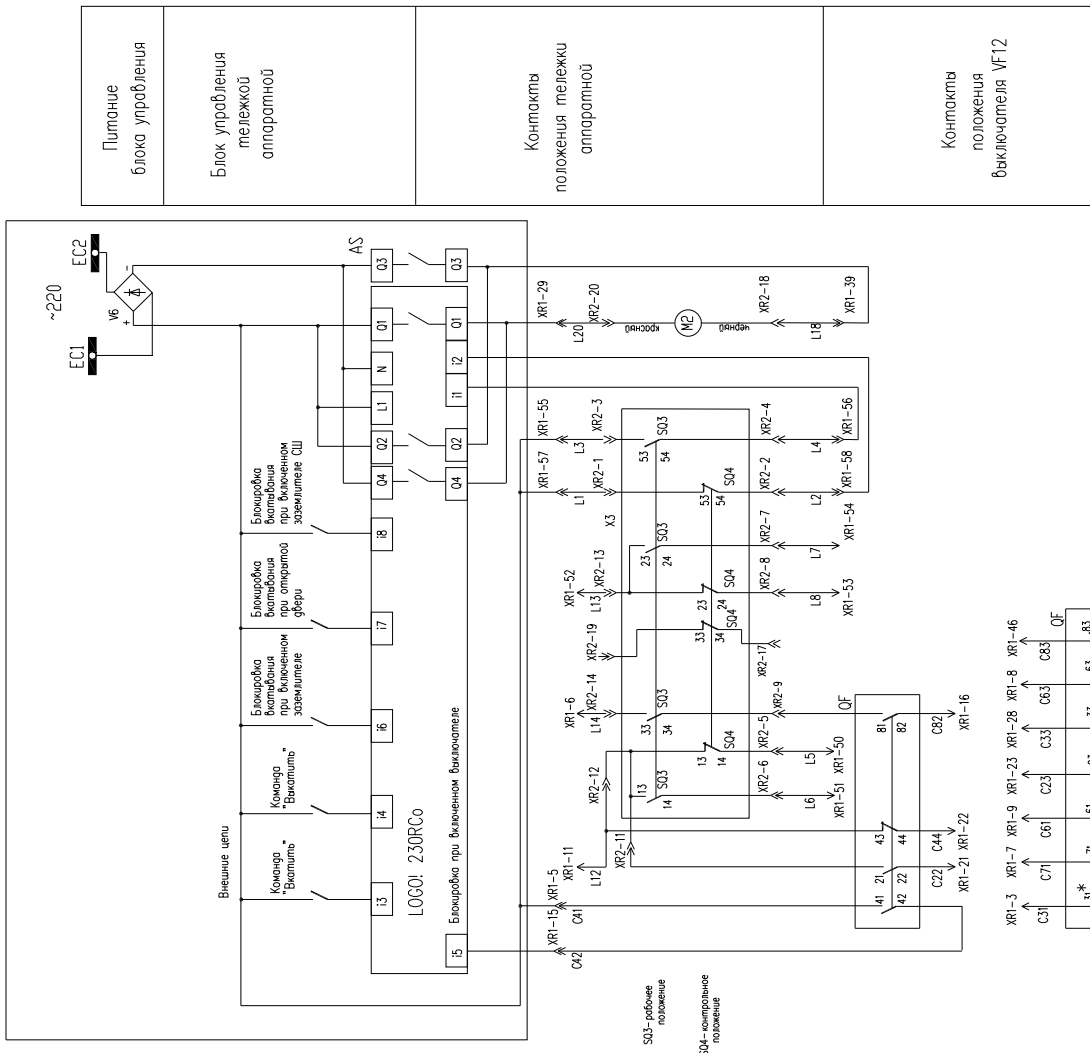 Питание
блока управления
Блок управления
тележкой
аппаратной
Контакты
положения тележки
аппаратной
Контакты
положения
выключателя VF12
~220
EC1
EC2
V6
+
-
AS
Внешние цепи
Команда
"Вкатить"
Команда
"Выкатить"
Блокировка
вкатывания
при включенном
заземлителе
Блокировка
вкатывания
при открытой
двери
Блокировка
вкатывания
при включенном
заземлителе СШ
i3
i4
i6
i7
i8
Q4
Q2
L1
N
Q1
Q3
LOGO! 230RCo
Блокировка при включенном выключателе
i5
Q4
Q2
i1
i2
Q1
Q3
XR1-15
C42
XR1-5
C41
XR1-11
L12
XR2-11
XR2-12
XR1-6
L14
XR2-14
XR2-19
XR1-52
L13
XR2-13
XR1-57
L1
XR2-1
XR1-55
L3
XR2-3
XR1-29
L20
XR2-20
красный
M2
черный
XR2-18
L18
XR1-39
X3
13
14
SQ3
13
14
SQ4
33
34
SQ3
33
34
SQ4
23
24
SQ4
23
24
SQ3
53
54
SQ4
53
54
SQ3
XR2-6
L6
XR1-51
XR2-5
L5
XR1-50
XR2-9
XR2-17
XR2-8
L8
XR1-53
XR2-7
L7
XR1-54
XR2-2
L2
XR1-58
XR2-4
L4
XR1-56
QF
41
42
21
22
43
44
81
82
C22
XR1-21
C44
XR1-22
C82
XR1-16
SQ3-рабочее
положение
SQ4-контрольное
положение
XR1-3
C31
XR1-7
C71
XR1-9
C61
XR1-23
C23
XR1-28
C33
XR1-8
C63
XR1-46
C83
QF
*
31
83